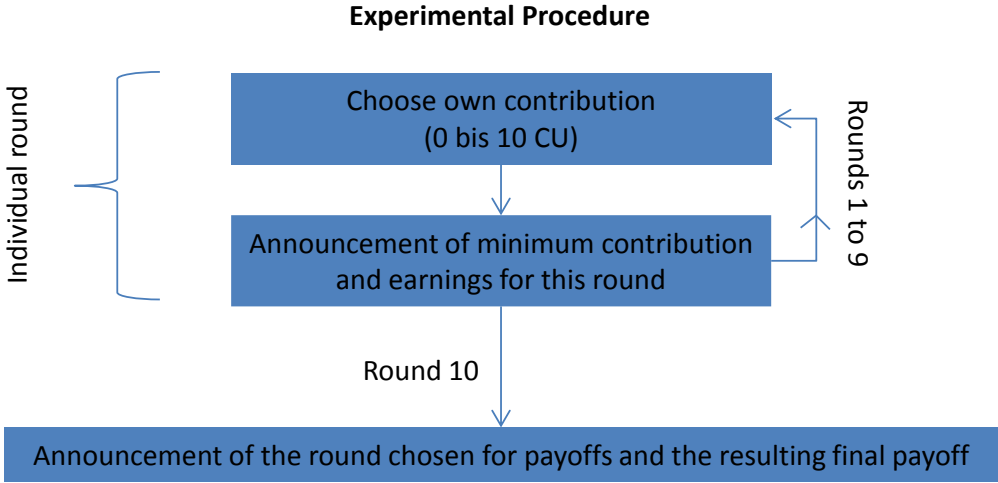 Experimental Procedure
Individual round
Choose own contribution
(0 bis 10 CU)
Rounds 1 to 9
Announcement of minimum contribution
and earnings for this round
Round 10
Announcement of the round chosen for payoffs and the resulting final payoff